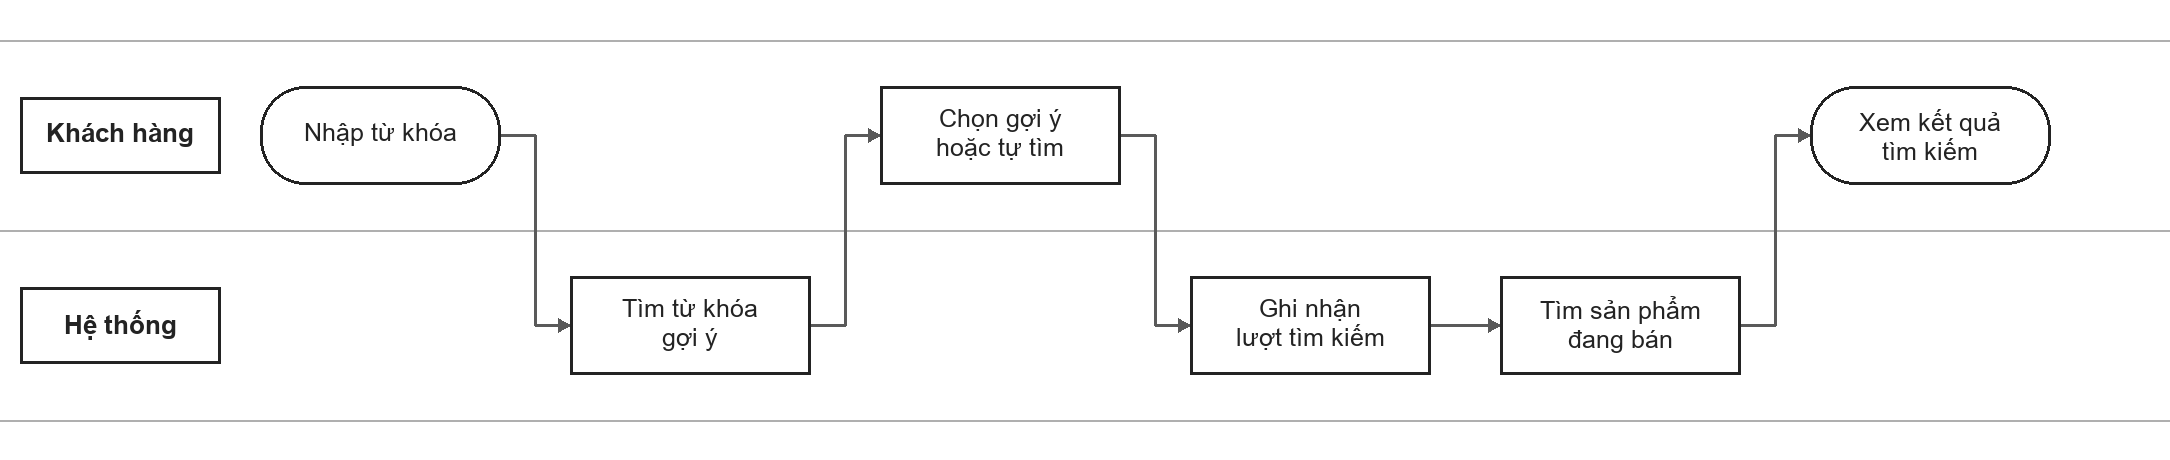 Khách hàng
Nhập từ khóa
Chọn gợi ý
hoặc tự tìm
Xem kết quả
tìm kiếm
Hệ thống
Tìm từ khóa
gợi ý
Ghi nhận
lượt tìm kiếm
Tìm sản phẩm
đang bán